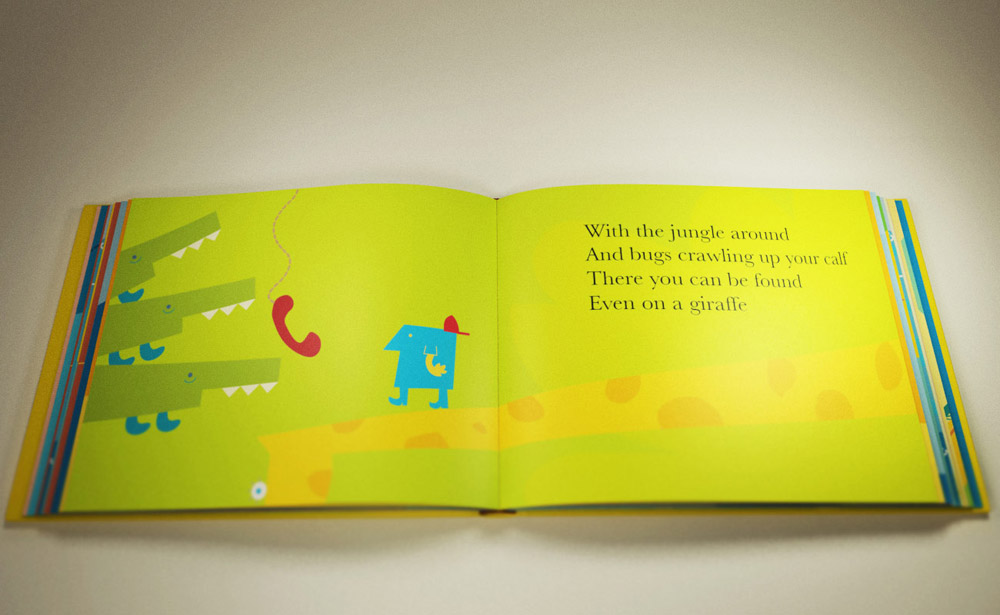 With the jungle around
And bugs crawling up your calf
There you can be found
Even on a giraffe